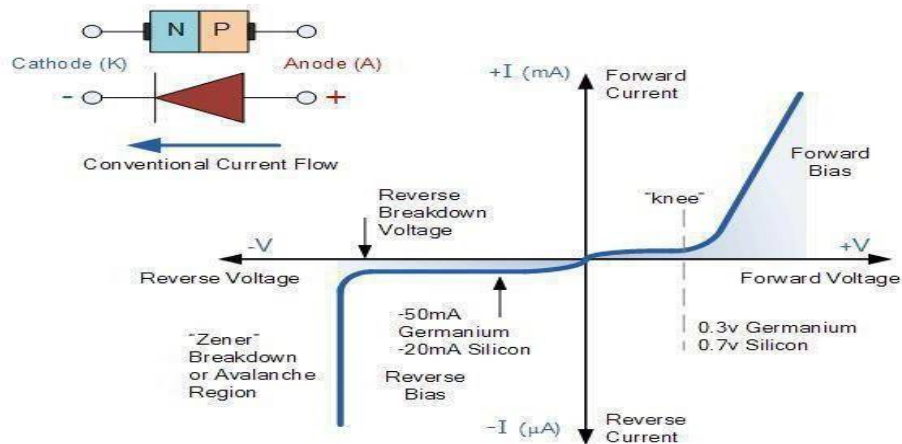 N P
Cathode (K)
Anode (A)
-
+
Conventional Current Flow
+I (mA)
Forward
Current
Forward
Bias
"knee"
Reverse
Breakdown
Voltage
-V
+V
Reverse Voltage
Forward Voltage
-50mA
Germanium
-20mA Silicon
0.3v Germanium
0.7v Silicon
"Zener"
Breakdown
or Avalanche
Region
Reverse
Bias
-I (µA)
Reverse
Current